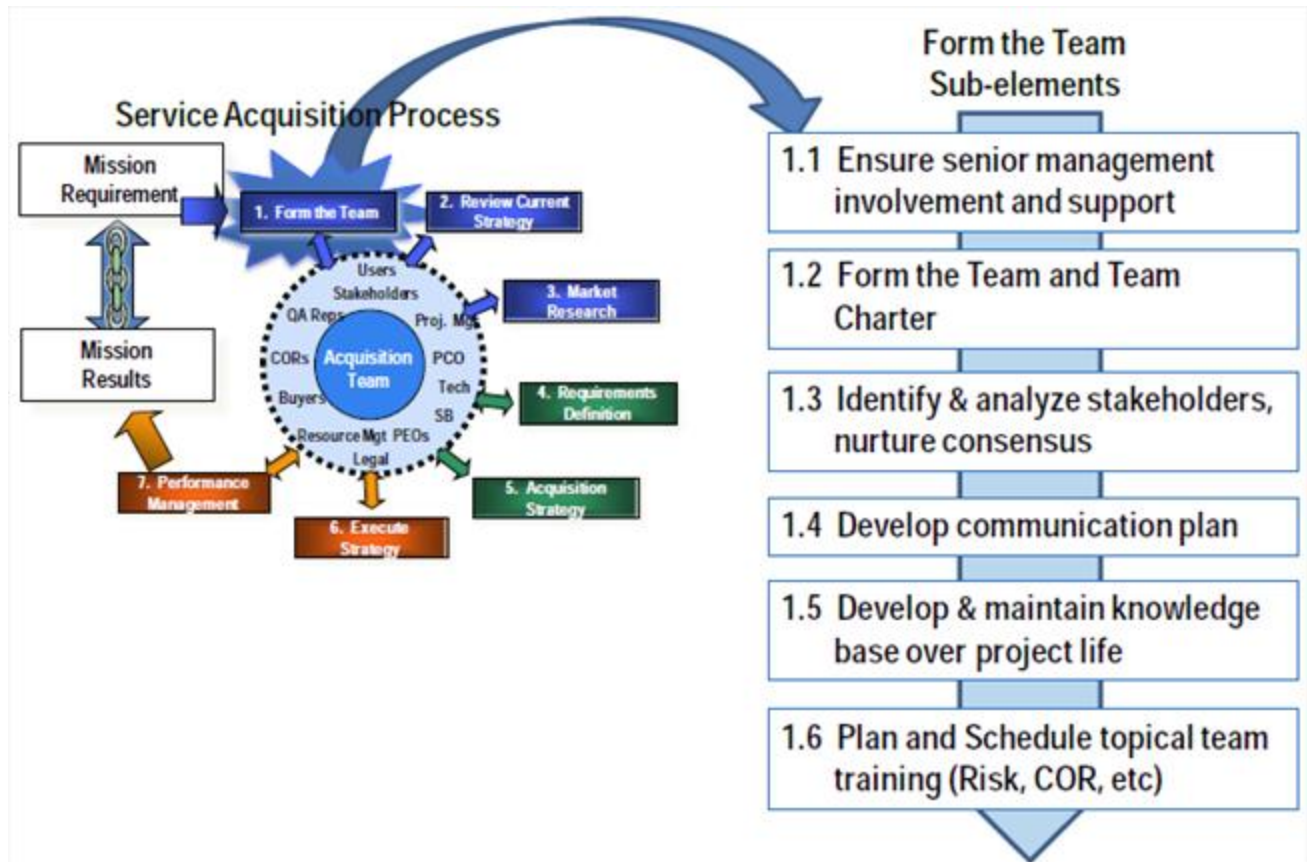 Service Acquisition Process
Mission
Requirement
1. Form the Team
2. Review Current
Strategy
3. Market
Research
4. Requirements
Definition
5. Acquisition
Strategy
6. Execute
Strategy
7. Performance
Management
Mission
Results
Users
Stakeholders
QA Reps
Proj. Mgr
CORs
PCO
Acquisition
Team
Tech
Buyers
SB
Resource Mgt PEOs
Legal
Form the Team
Sub-elements
1.1 Ensure senior management
involvement and support
1.2 Form the Team and Team
Charter
1.3 Identify & analyze stakeholders,
nurture consensus
1.4 Develop communication plan
1.5 Develop & maintain knowledge
base over project life
1.6 Plan and Schedule topical team
training (Risk, COR, etc)